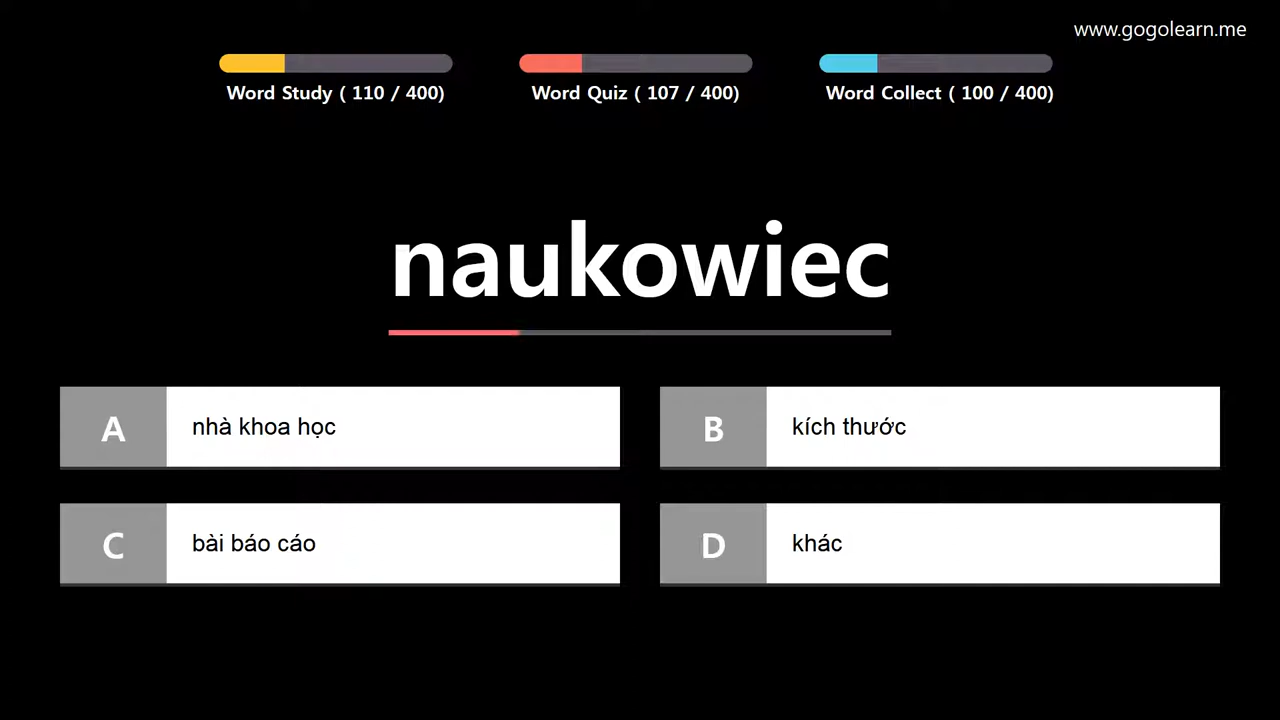 www.gogolearn.me
Word Study ( 110 / 400)
Word Quiz ( 107 / 400)
Word Collect ( 100 / 400)
naukowiec
A
nhà khoa học
B
kích thước
C
bài báo cáo
D
khác